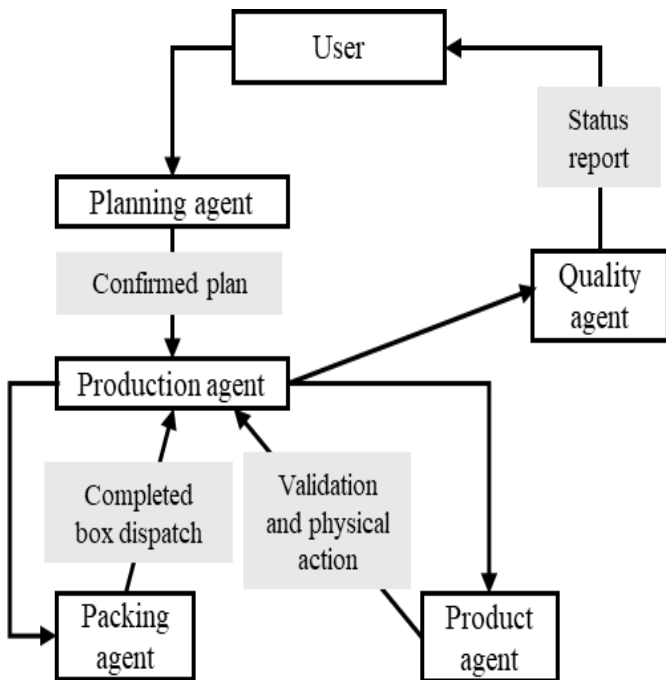 User
Status
report
Planning agent
Confirmed plan
Quality
agent
Production agent
Completed
box dispatch
Validation
and physical
action
Packing
agent
Product
agent